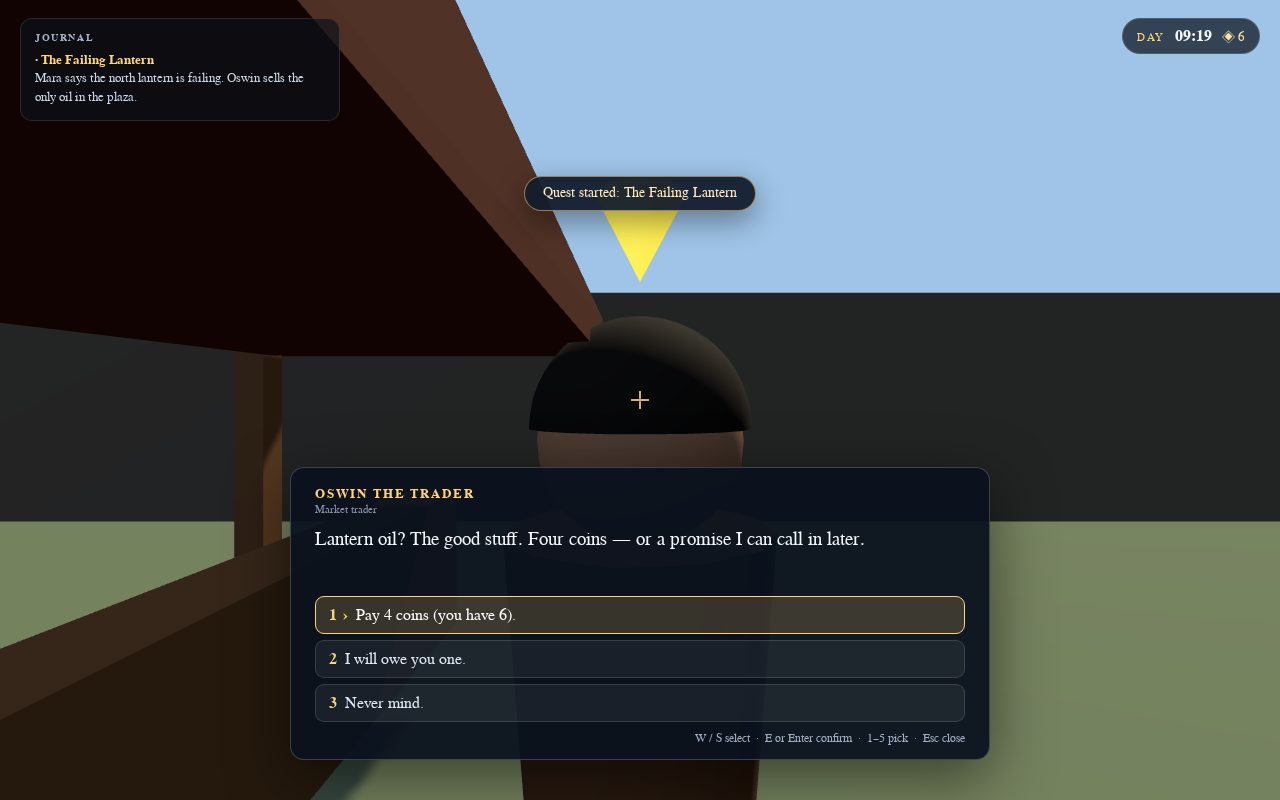 JOURNAL
· The Failing Lantern
Mara says the north lantern is failing. Oswin sells the
only oil in the plaza.
DAY 09:19 ◈ 6
Quest started: The Failing Lantern
OSWIN THE TRADER
Market trader
Lantern oil? The good stuff. Four coins — or a promise I can call in later.
1 › Pay 4 coins (you have 6).
2 I will owe you one.
3 Never mind.
W / S select · E or Enter confirm · 1–5 pick · Esc close